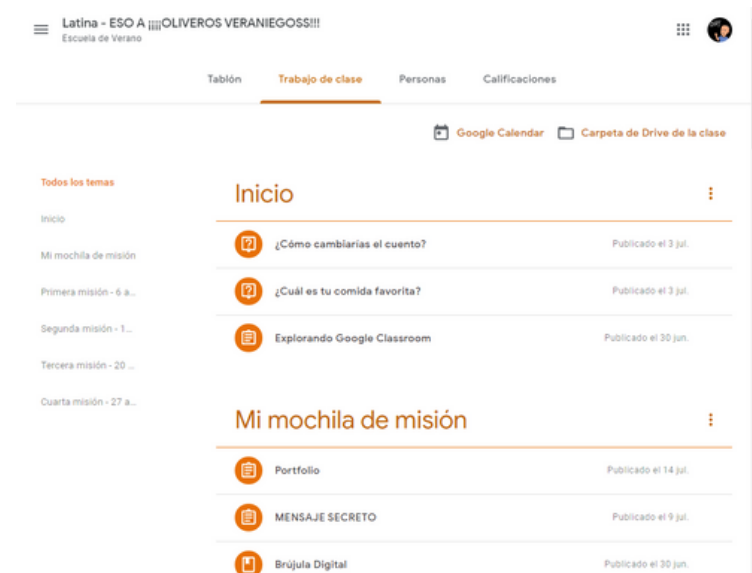 Latina - ESO A ¡¡¡¡OLIVEROS VERANIEGOSS!!!
Escuela de Verano
Tablón Trabajo de clase Personas Calificaciones
Google Calendar Carpeta de Drive de la clase
Todos los temas
Inicio
Mi mochila de misión
Primera misión - 6 a...
Segunda misión - 1...
Tercera misión - 20 ...
Cuarta misión - 27 a...
Inicio
¿Cómo cambiarías el cuento? Publicado el 3 jul.
¿Cuál es tu comida favorita? Publicado el 3 jul.
Explorando Google Classroom Publicado el 30 jun.
Mi mochila de misión
Portfolio Publicado el 14 jul.
MENSAJE SECRETO Publicado el 9 jul.
Brújula Digital Publicado el 30 jun.